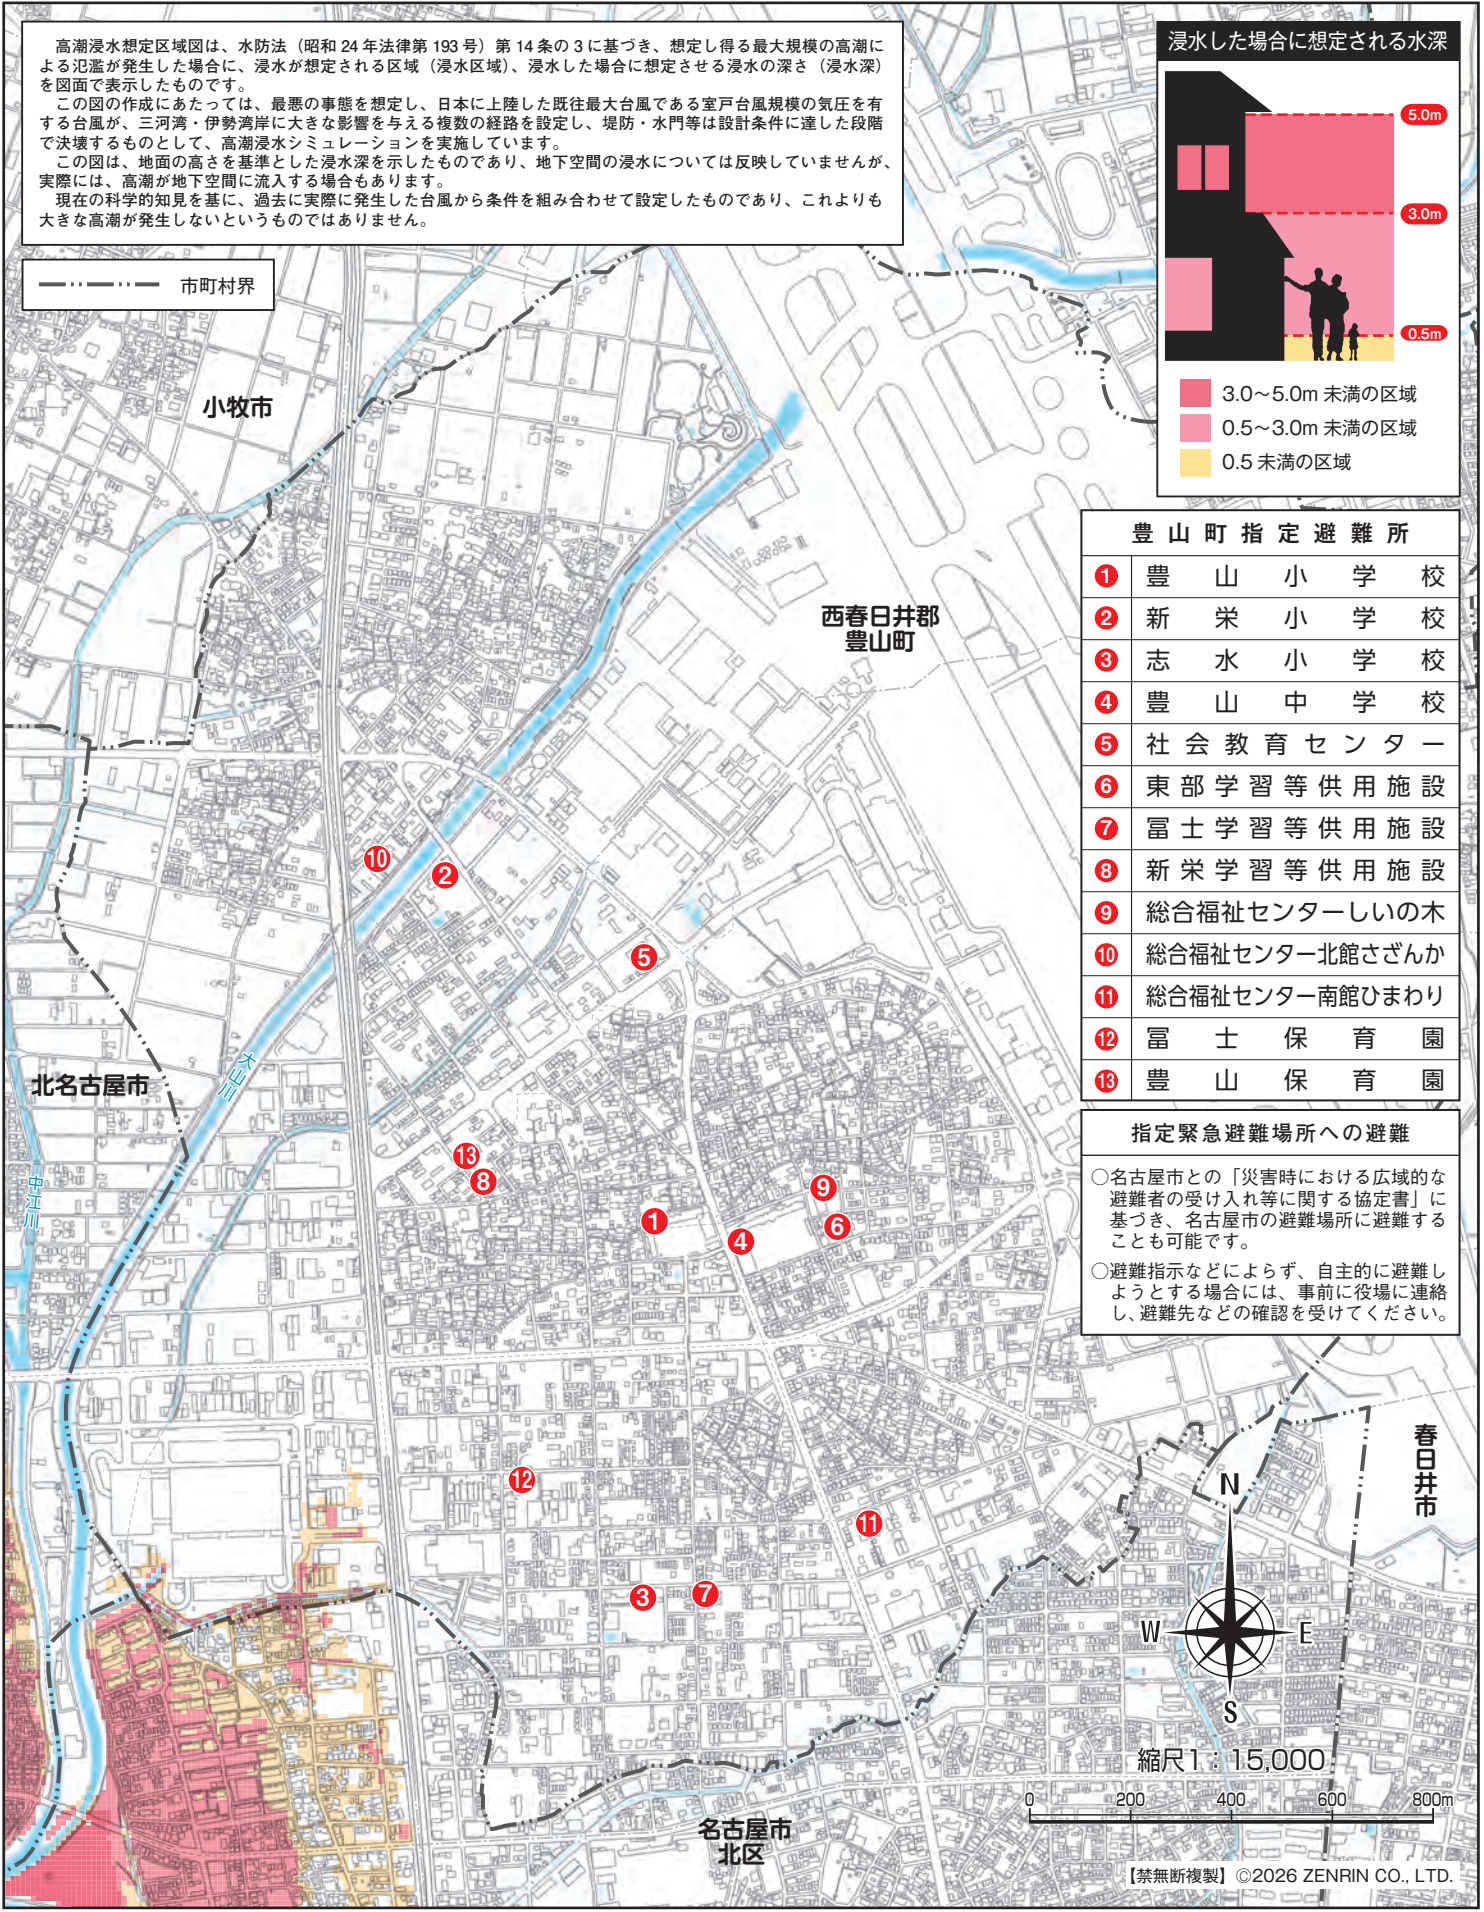 高潮浸水想定区域図は、水防法（昭和 24 年法律第 193 号）第 14 条の 3 に基づき、想定し得る最大規模の高潮に
よる氾濫が発生した場合に、浸水が想定される区域（浸水区域）、浸水した場合に想定させる浸水の深さ（浸水深）
を図面で表示したものです。
この図の作成にあたっては、最悪の事態を想定し、日本に上陸した既往最大台風である室戸台風規模の気圧を有
する台風が、三河湾・伊勢湾岸に大きな影響を与える複数の経路を設定し、堤防・水門等は設計条件に達した段階
で決壊するものとして、高潮浸水シミュレーションを実施しています。
この図は、地面の高さを基準とした浸水深を示したものであり、地下空間の浸水については反映していませんが、
実際には、高潮が地下空間に流入する場合もあります。
現在の科学的知見を基に、過去に実際に発生した台風から条件を組み合わせて設定したものであり、これよりも
大きな高潮が発生しないというものではありません。
市町村界
浸水した場合に想定される水深
5.0m
3.0m
0.5m
3.0～5.0m 未満の区域
0.5～3.0m 未満の区域
0.5 未満の区域
豊山町指定避難所
1 豊山小学校
2 新栄小学校
3 志水小学校
4 豊山中学校
5 社会教育センター
6 東部学習等供用施設
7 冨士学習等供用施設
8 新栄学習等供用施設
9 総合福祉センターしいの木
10 総合福祉センター北館さざんか
11 総合福祉センター南館ひまわり
12 冨士保育園
13 豊山保育園
指定緊急避難場所への避難
○名古屋市との「災害時における広域的な
避難者の受け入れ等に関する協定書」に
基づき、名古屋市の避難場所に避難する
ことも可能です。
○避難指示などによらず、自主的に避難し
ようとする場合には、事前に役場に連絡
し、避難先などの確認を受けてください。
小牧市
西春日井郡
豊山町
10
2
5
大山川
北名古屋市
中江川
13
8
9
1
6
4
春日井市
12
11
3
7
N
W
E
S
縮尺1：15,000
0 200 400 600 800m
名古屋市
北区
【禁無断複製】©2026 ZENRIN CO., LTD.